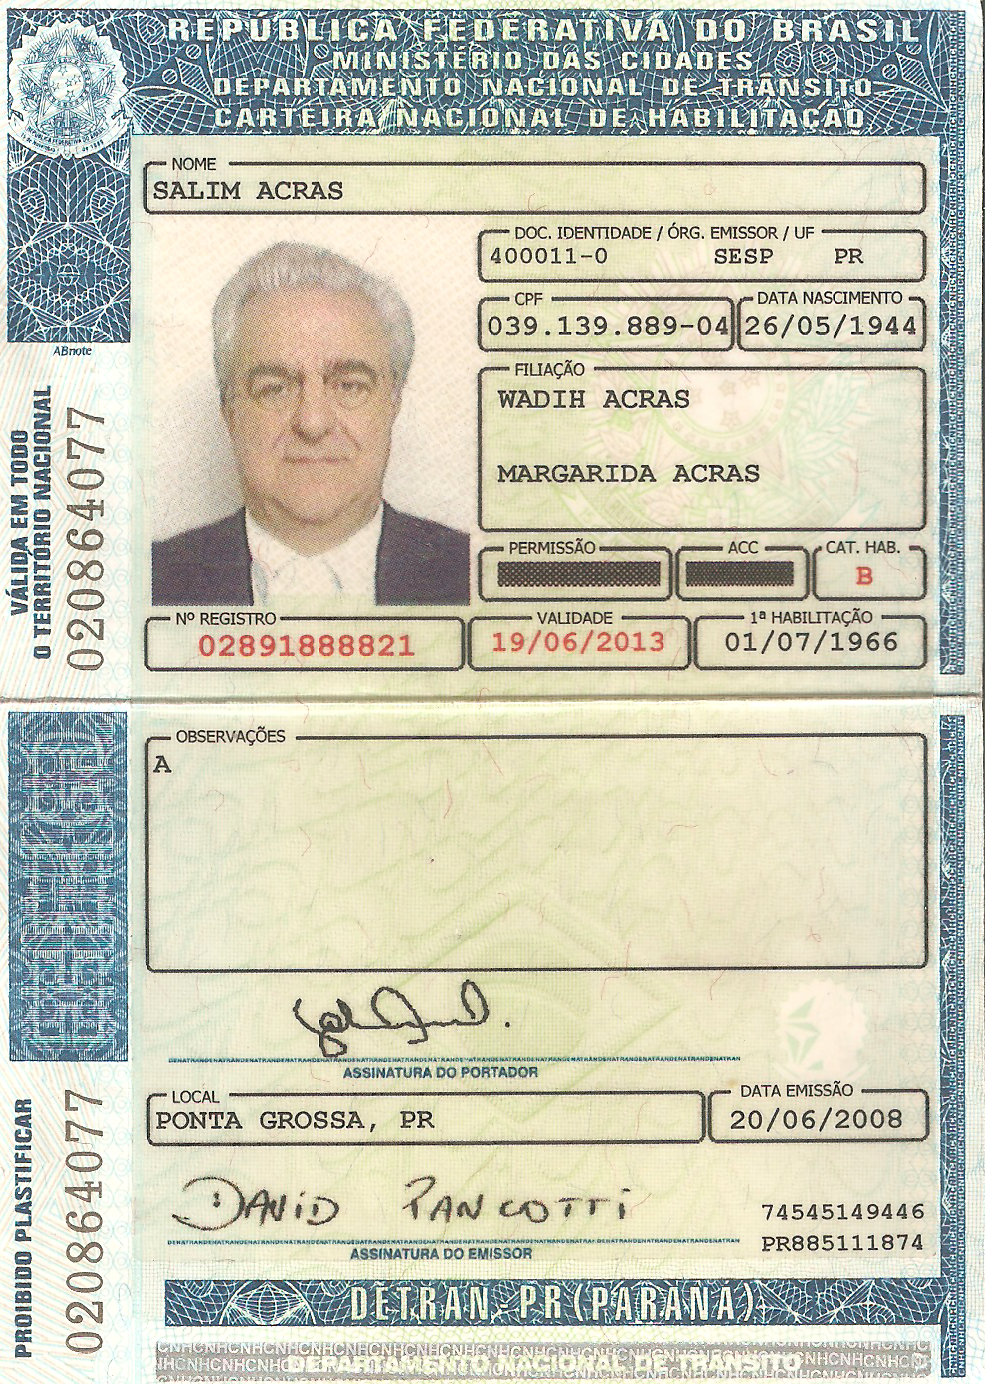 REPÚBLICA FEDERATIVA DO BRASIL
MINISTÉRIO DAS CIDADES
DEPARTAMENTO NACIONAL DE TRÂNSITO
CARTEIRA NACIONAL DE HABILITAÇÃO
NOME
SALIM ACRAS
DOC. IDENTIDADE / ÓRG. EMISSOR / UF
400011-0 SESP PR
CPF
039.139.889-04
DATA NASCIMENTO
26/05/1944
FILIAÇÃO
WADIH ACRAS
MARGARIDA ACRAS
PERMISSÃO
ACC
CAT. HAB.
B
Nº REGISTRO
02891888821
VALIDADE
19/06/2013
1ª HABILITAÇÃO
01/07/1966
ABnote
VÁLIDA EM TODO
O TERRITÓRIO NACIONAL
020864077
OBSERVAÇÕES
A
ASSINATURA DO PORTADOR
LOCAL
PONTA GROSSA, PR
DATA EMISSÃO
20/06/2008
DAVID PANCOTTI
ASSINATURA DO EMISSOR
74545149446
PR885111874
PROIBIDO PLASTIFICAR
020864077
DETRAN-PR (PARANÁ)
DEPARTAMENTO NACIONAL DE TRANSITO